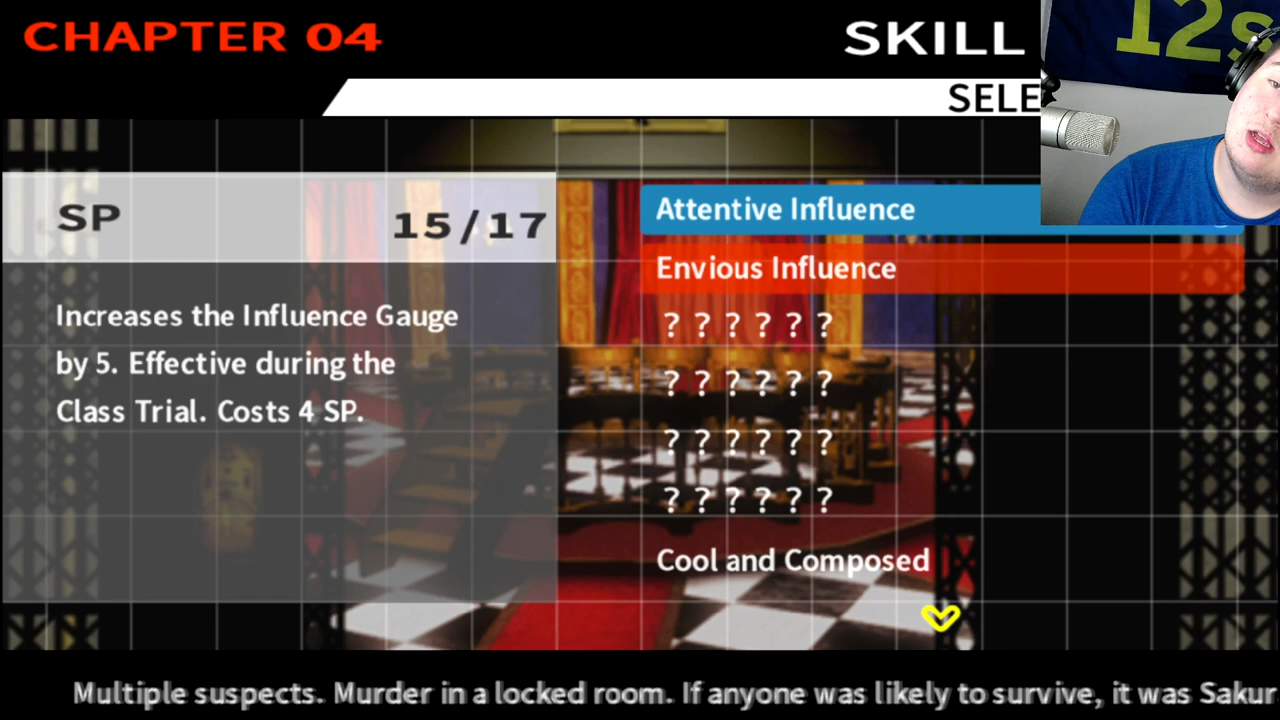 CHAPTER 04
SKILL
SELE
12s
SP
15/17
Increases the Influence Gauge
by 5. Effective during the
Class Trial. Costs 4 SP.
Attentive Influence
Envious Influence
? ? ? ? ? ?
? ? ? ? ? ?
? ? ? ? ? ?
? ? ? ? ? ?
Cool and Composed
Multiple suspects. Murder in a locked room. If anyone was likely to survive, it was Sakur